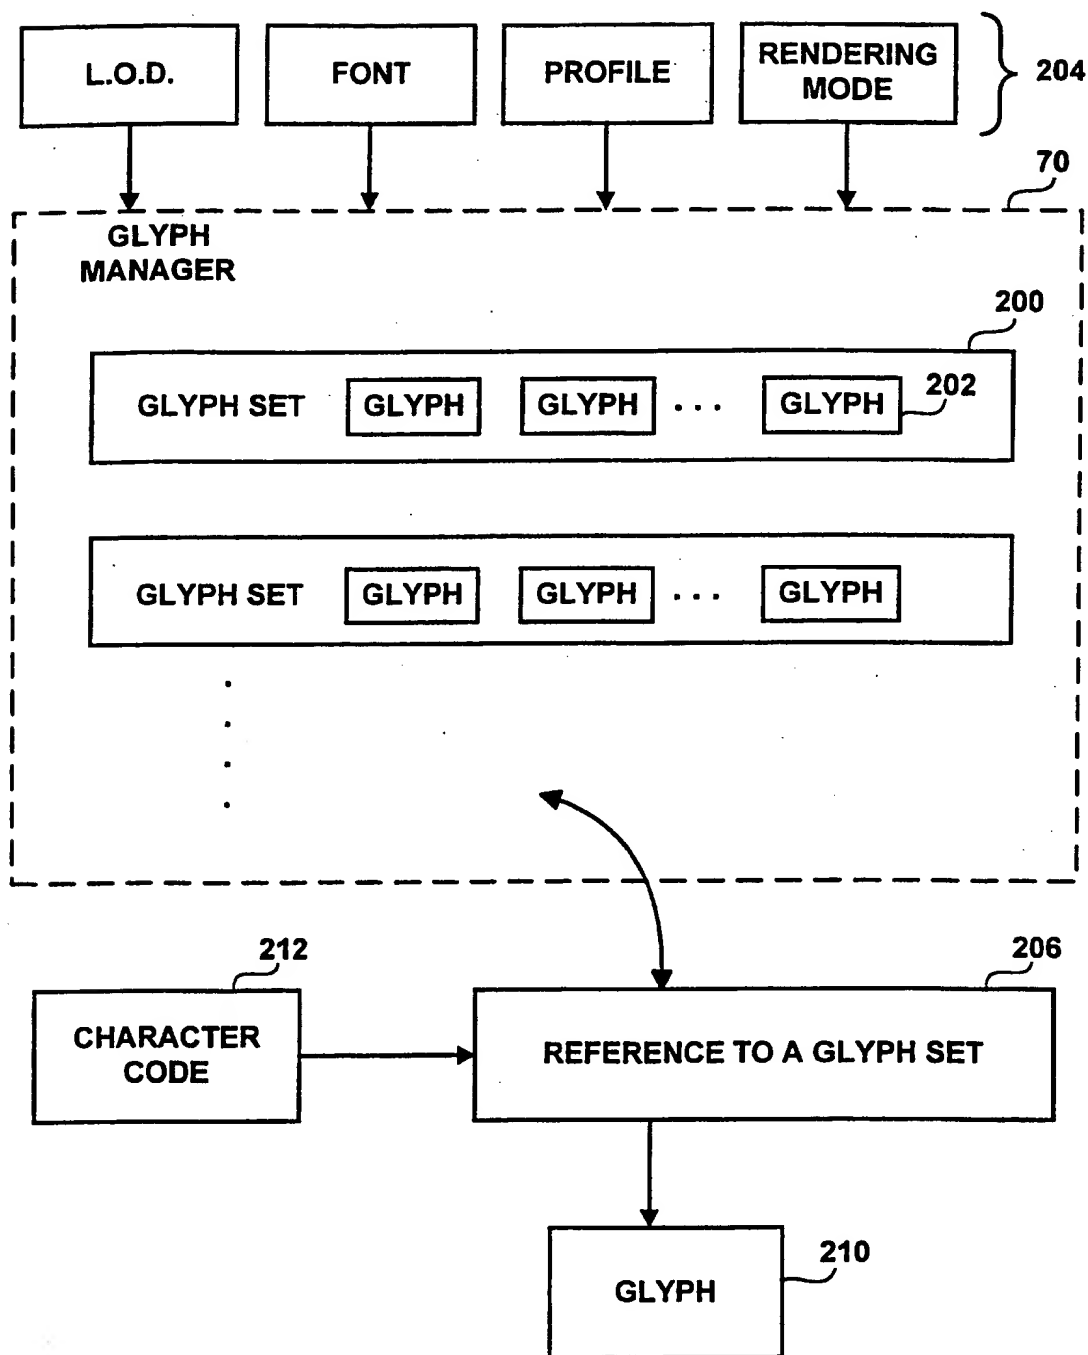 L.O.D.
FONT
PROFILE
RENDERING
MODE
204
70
GLYPH
MANAGER
200
GLYPH SET GLYPH GLYPH ... GLYPH 202
GLYPH SET GLYPH GLYPH ... GLYPH
212
206
CHARACTER
CODE
REFERENCE TO A GLYPH SET
210
GLYPH